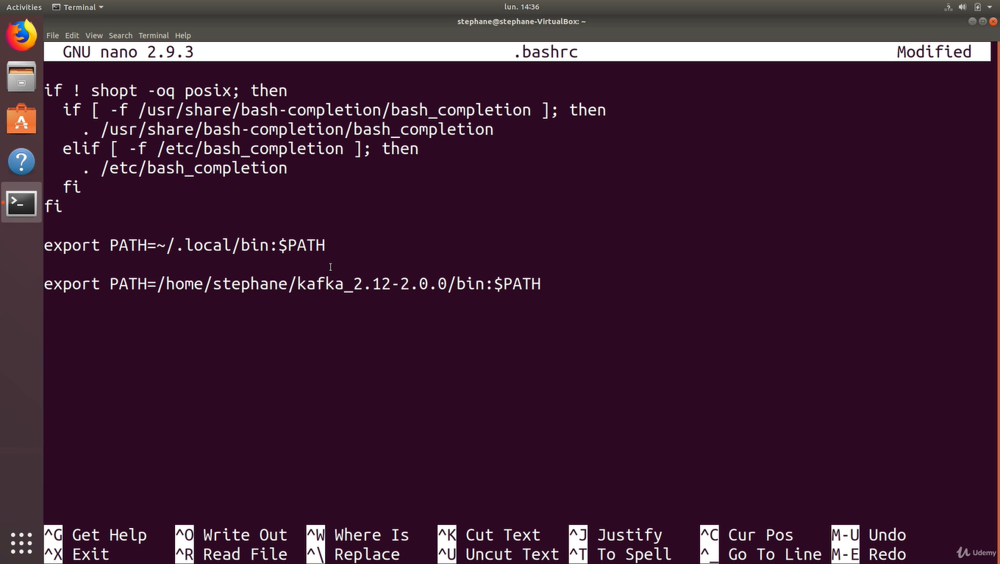 Activities Terminal lun. 14:36
stephane@stephane-VirtualBox: ~
File Edit View Search Terminal Help
GNU nano 2.9.3 .bashrc Modified
if ! shopt -oq posix; then
  if [ -f /usr/share/bash-completion/bash_completion ]; then
    . /usr/share/bash-completion/bash_completion
  elif [ -f /etc/bash_completion ]; then
    . /etc/bash_completion
  fi
fi
export PATH=~/.local/bin:$PATH
export PATH=/home/stephane/kafka_2.12-2.0.0/bin:$PATH
^G Get Help ^O Write Out ^W Where Is ^K Cut Text ^J Justify ^C Cur Pos M-U Undo
^X Exit ^R Read File ^\ Replace ^U Uncut Text ^T To Spell ^_ Go To Line M-E Redo
Udemy